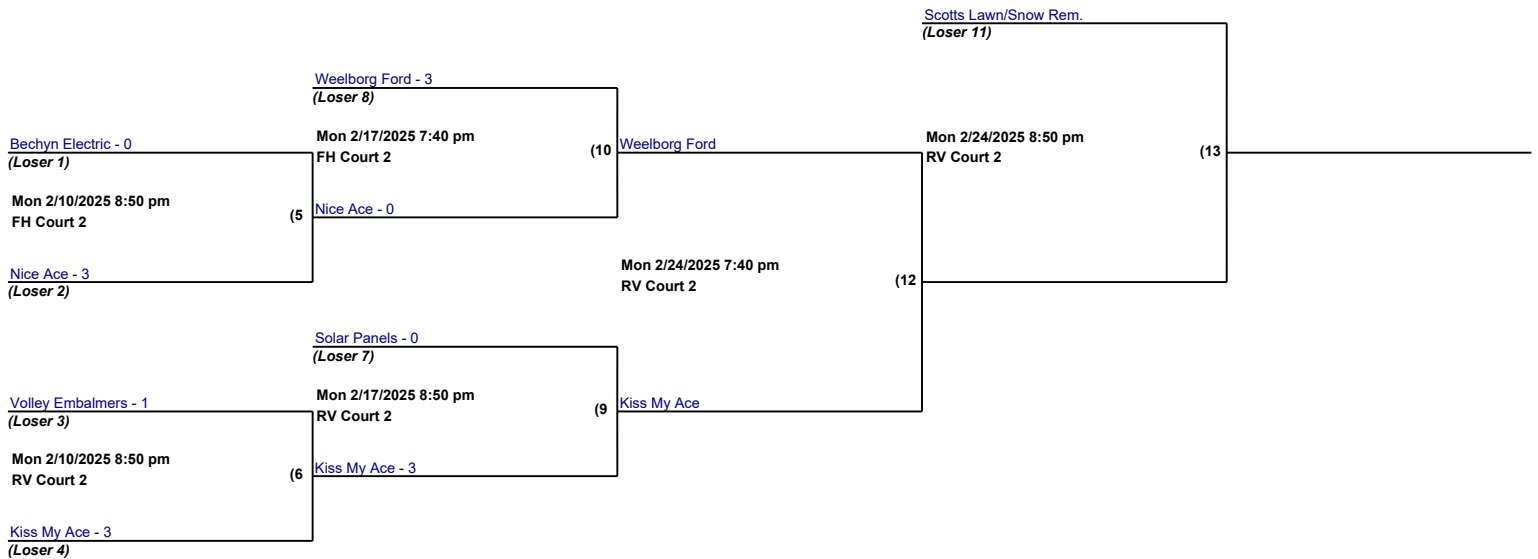 Scotts Lawn/Snow Rem.
(Loser 11)
Weelborg Ford - 3
(Loser 8)
Mon 2/17/2025 7:40 pm
FH Court 2
(10
Bechyn Electric - 0
(Loser 1)
Weelborg Ford
Mon 2/24/2025 8:50 pm
RV Court 2
(13
Mon 2/10/2025 8:50 pm
FH Court 2
(5
Nice Ace - 0
Nice Ace - 3
(Loser 2)
Mon 2/24/2025 7:40 pm
RV Court 2
(12
Solar Panels - 0
(Loser 7)
Mon 2/17/2025 8:50 pm
RV Court 2
(9
Volley Embalmers - 1
(Loser 3)
Kiss My Ace
Mon 2/10/2025 8:50 pm
RV Court 2
(6
Kiss My Ace - 3
Kiss My Ace - 3
(Loser 4)